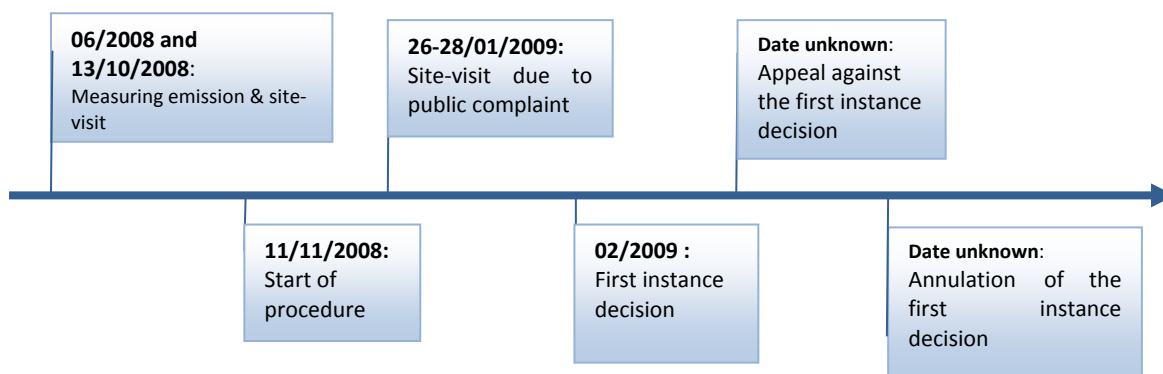 06/2008 and
13/10/2008:
Measuring emission & site-
visit
26-28/01/2009:
Site-visit due to
public complaint
Date unknown:
Appeal against
the first instance
decision
11/11/2008:
Start of
procedure
02/2009 :
First instance
decision
Date unknown:
Annulation of the
first instance
decision